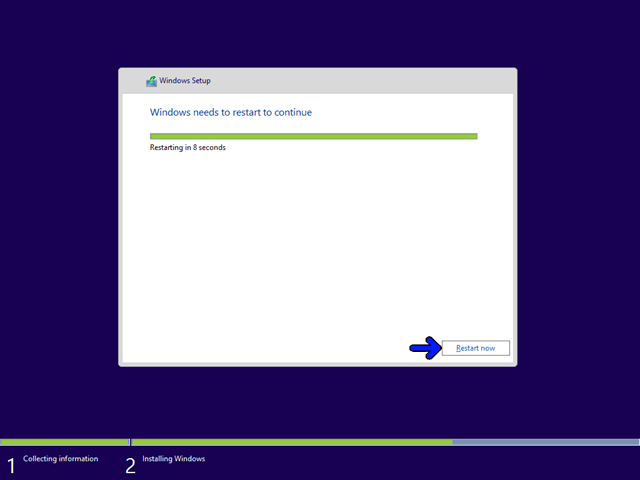 Windows Setup
Windows needs to restart to continue
Restarting in 8 seconds
Restart now
1 Collecting information
2 Installing Windows